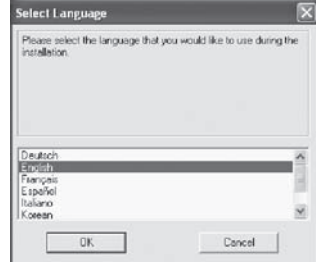 Select Language
Please select the language that you would like to use during the
installation.
Deutsch
English
Français
Español
Italiano
Korean
OK
Cancel